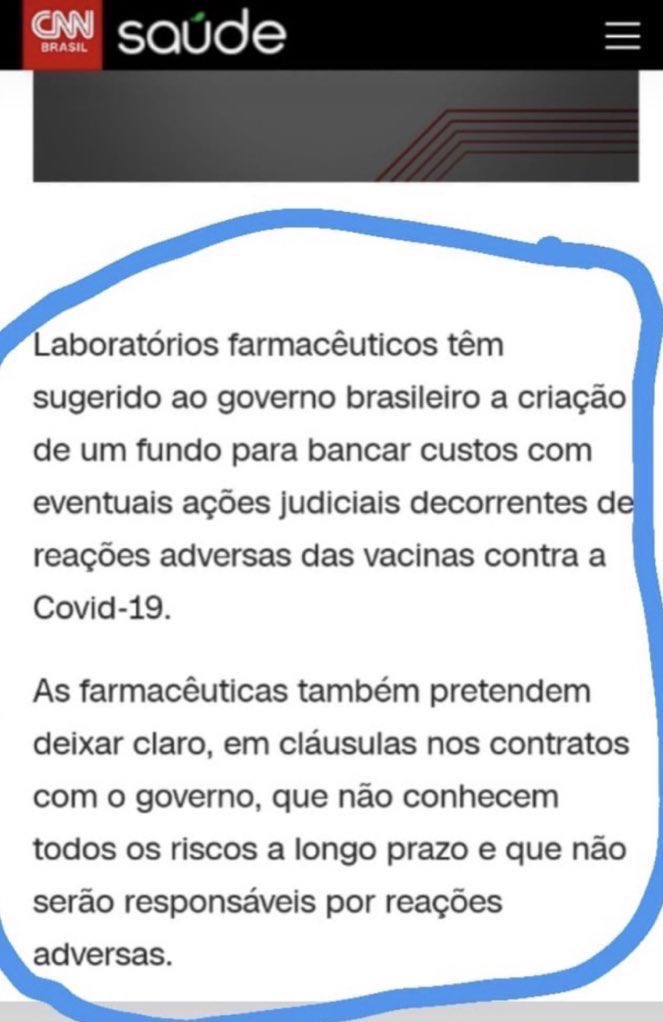 CNN
BRASIL
saúde
Laboratórios farmacêuticos têm
sugerido ao governo brasileiro a criação
de um fundo para bancar custos com
eventuais ações judiciais decorrentes de
reações adversas das vacinas contra a
Covid-19.
As farmacêuticas também pretendem
deixar claro, em cláusulas nos contratos
com o governo, que não conhecem
todos os riscos a longo prazo e que não
serão responsáveis por reações
adversas.